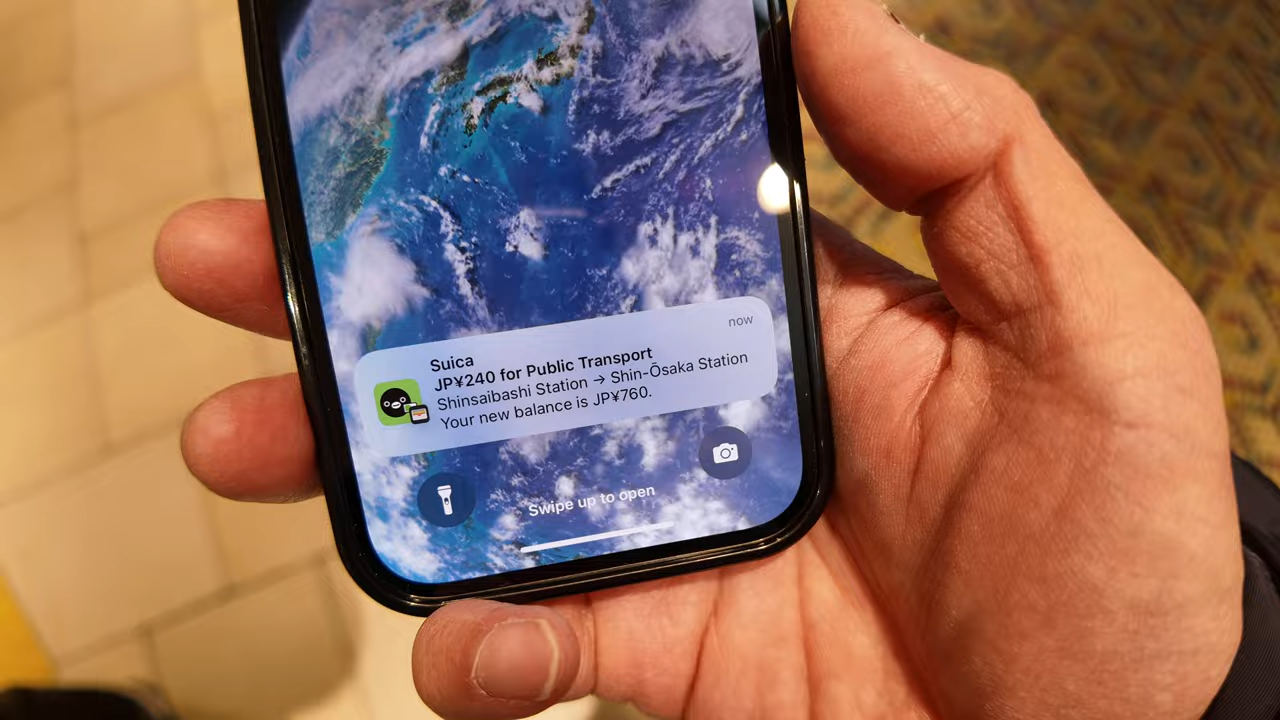 now
Suica
JP¥240 for Public Transport
Shinsaibashi Station → Shin-Ōsaka Station
Your new balance is JP¥760.
Swipe up to open